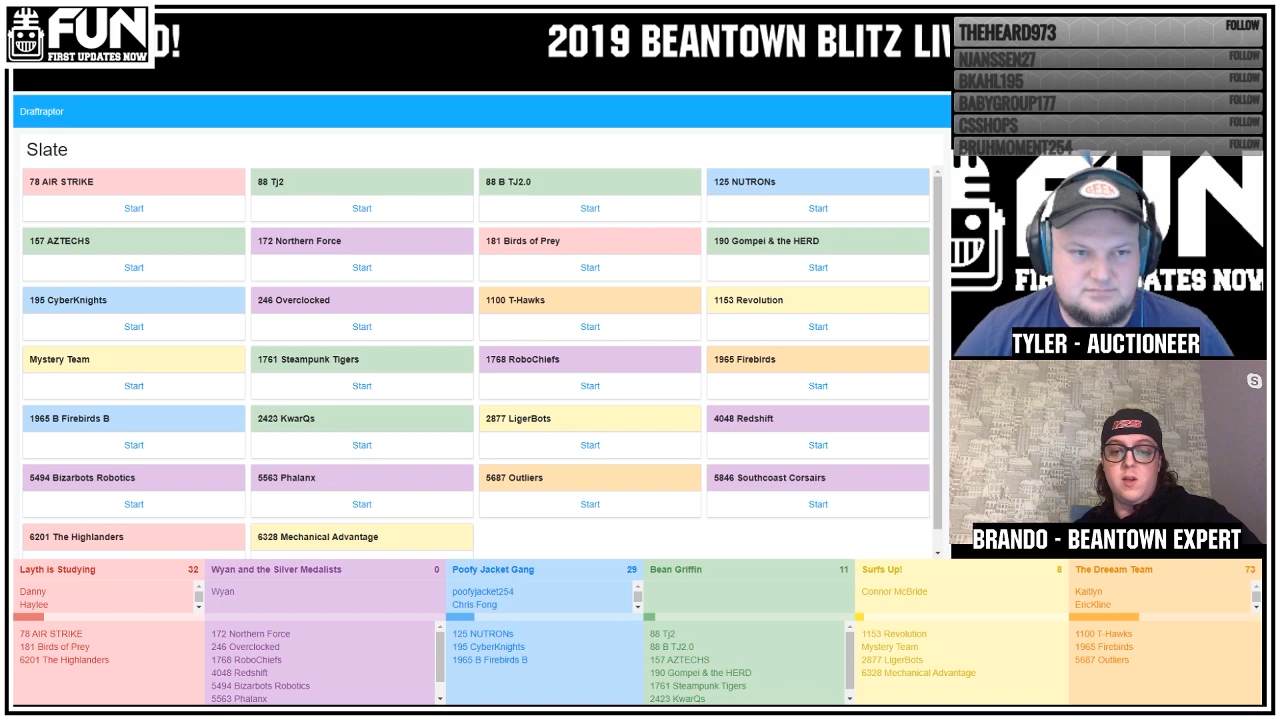 FUN
FIRST UPDATES NOW
D!
2019 BEANTOWN BLITZ LIV
THEHEARD973 FOLLOW
NJANSSEN27 FOLLOW
BKAHL195 FOLLOW
BABYGROUP177 FOLLOW
CSSHOPS FOLLOW
BRUHMOMENT254 FOLLOW
Draftraptor
Slate
78 AIR STRIKE 88 Tj2 88 B TJ2.0 125 NUTRONs
Start Start Start Start
157 AZTECHS 172 Northern Force 181 Birds of Prey 190 Gompei & the HERD
Start Start Start Start
195 CyberKnights 246 Overclocked 1100 T-Hawks 1153 Revolution
Start Start Start Start
Mystery Team 1761 Steampunk Tigers 1768 RoboChiefs 1965 Firebirds
Start Start Start Start
1965 B Firebirds B 2423 KwarQs 2877 LigerBots 4048 Redshift
Start Start Start Start
5494 Bizarbots Robotics 5563 Phalanx 5687 Outliers 5846 Southcoast Corsairs
Start Start Start Start
6201 The Highlanders 6328 Mechanical Advantage
GEEK
FUN
TYLER - AUCTIONEER
125
BRANDO - BEANTOWN EXPERT
Layth is Studying 32
Danny
Haylee
78 AIR STRIKE
181 Birds of Prey
6201 The Highlanders
Wyan and the Silver Medalists 0
Wyan
172 Northern Force
246 Overclocked
1768 RoboChiefs
4048 Redshift
5494 Bizarbots Robotics
5563 Phalanx
Poofy Jacket Gang 29
poofyjacket254
Chris Fong
125 NUTRONs
195 CyberKnights
1965 B Firebirds B
Bean Griffin 11
88 Tj2
88 B TJ2.0
157 AZTECHS
190 Gompei & the HERD
1761 Steampunk Tigers
2423 KwarQs
Surfs Up! 8
Connor McBride
1153 Revolution
Mystery Team
2877 LigerBots
6328 Mechanical Advantage
The Dreeam Team 73
Kaitlyn
EricKline
1100 T-Hawks
1965 Firebirds
5687 Outliers